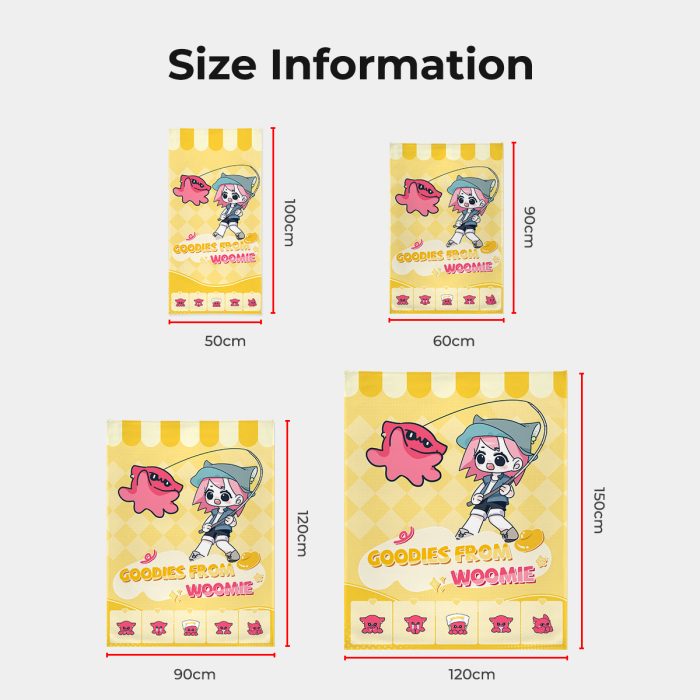 Size Information
GOODIES FROM
WOOMIE
100cm
50cm
GOODIES FROM
WOOMIE
90cm
60cm
GOODIES FROM
WOOMIE
120cm
90cm
GOODIES FROM
WOOMIE
150cm
120cm